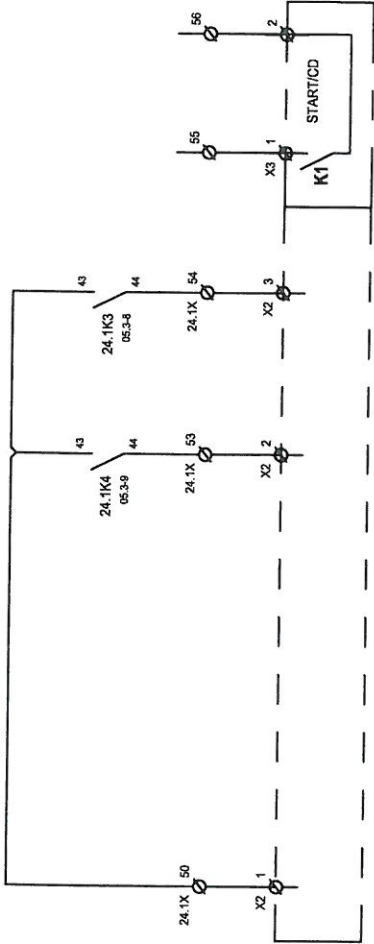 56
55
2
START/CD
1
X3
K1
43
44
24.1K3
05.3-8
54
24.1X
3
X2
43
44
24.1K4
05.3-9
53
24.1X
2
X2
50
24.1X
1
X2